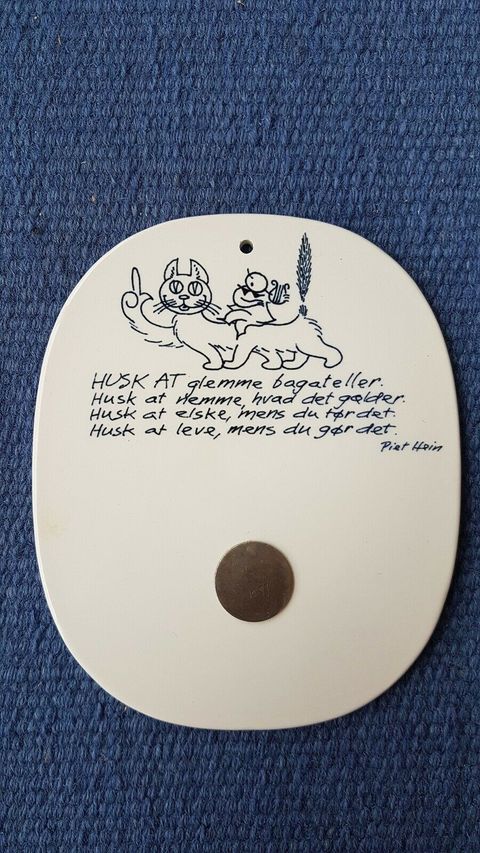 HUSK AT glemme bagateller.
Husk at nemme, hvad det gælder.
Husk at elske, mens du tør det.
Husk at leve, mens du gør det.
Piet Hein